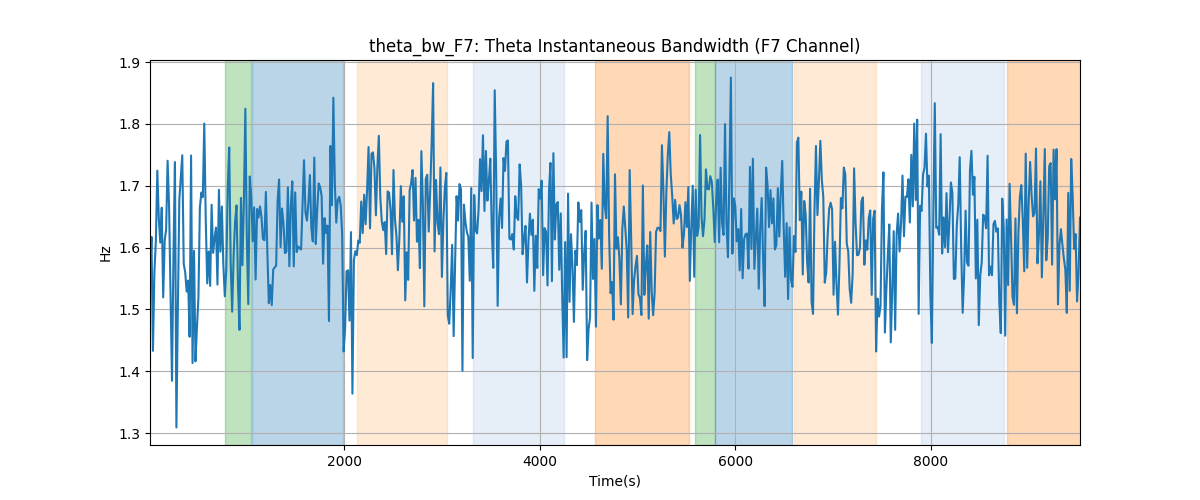 theta_bw_F7: Theta Instantaneous Bandwidth (F7 Channel)
1.9
1.8
1.7
1.6
1.5
1.4
1.3
Hz
2000 4000 6000 8000
Time(s)